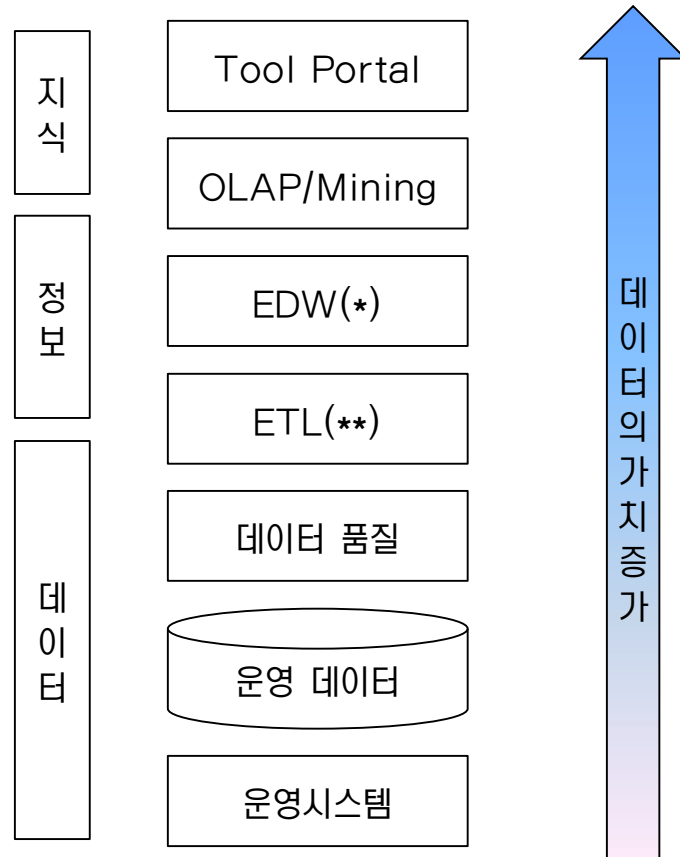 지식
Tool Portal
OLAP/Mining
정보
EDW(*)
ETL(**)
데이터
데이터 품질
운영 데이터
운영시스템
데이터의가치증가